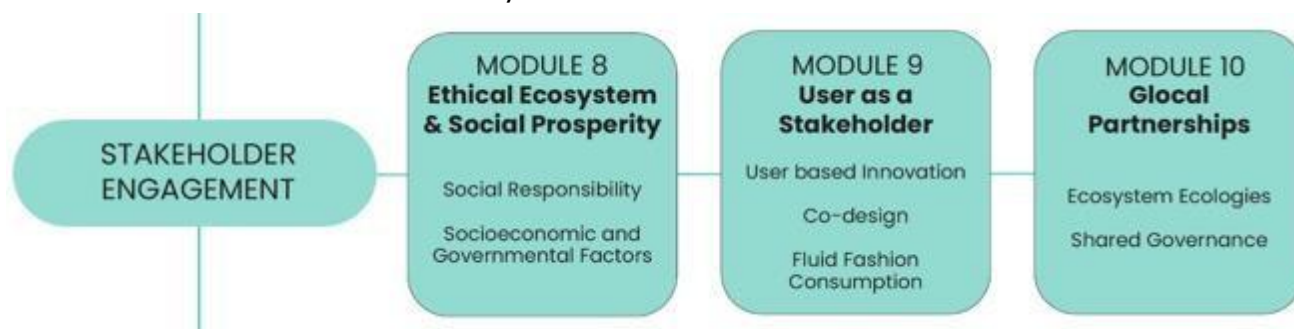 STAKEHOLDER
ENGAGEMENT
MODULE 8
Ethical Ecosystem
& Social Prosperity
Social Responsibility
Socioeconomic and
Governmental Factors
MODULE 9
User as a
Stakeholder
User based Innovation
Co-design
Fluid Fashion
Consumption
MODULE 10
Glocal
Partnerships
Ecosystem Ecologies
Shared Governance